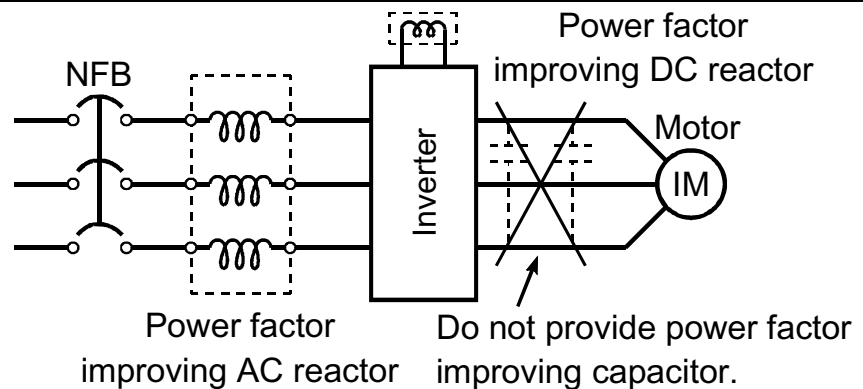 Power factor
improving DC reactor
NFB
Motor
IM
Inverter
Power factor
improving AC reactor
Do not provide power factor
improving capacitor.